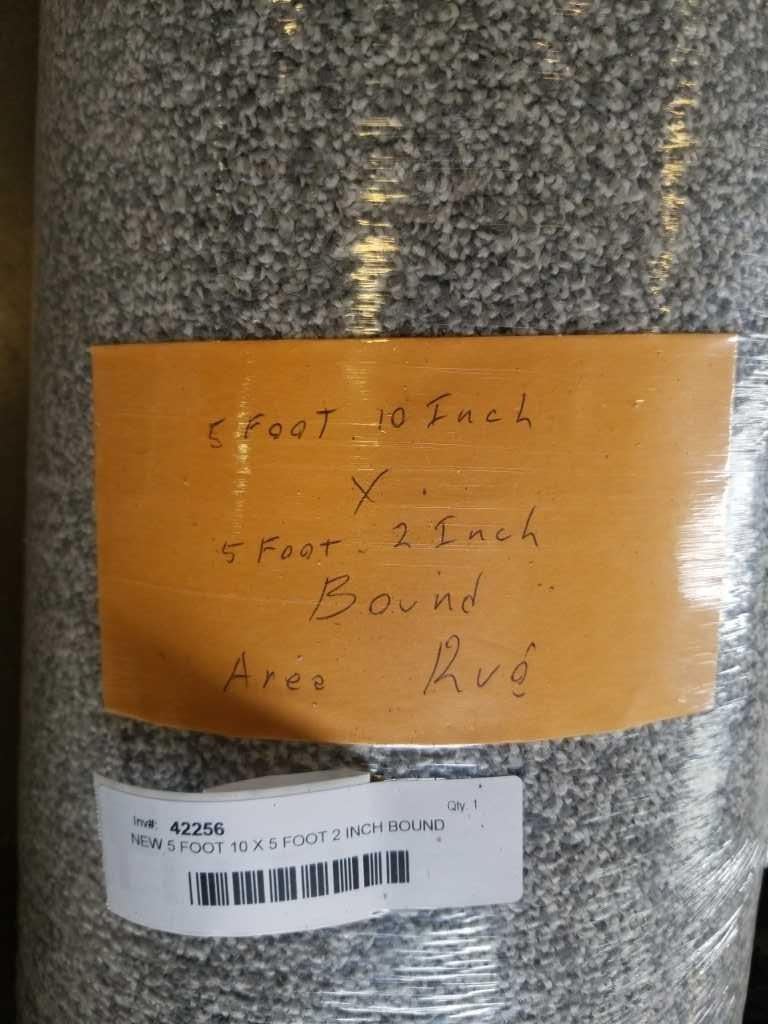 5 Foot 10 Inch
X
5 Foot 2 Inch
Bound
Area Rug
Inv#: 42256
Qty. 1
NEW 5 FOOT 10 X 5 FOOT 2 INCH BOUND